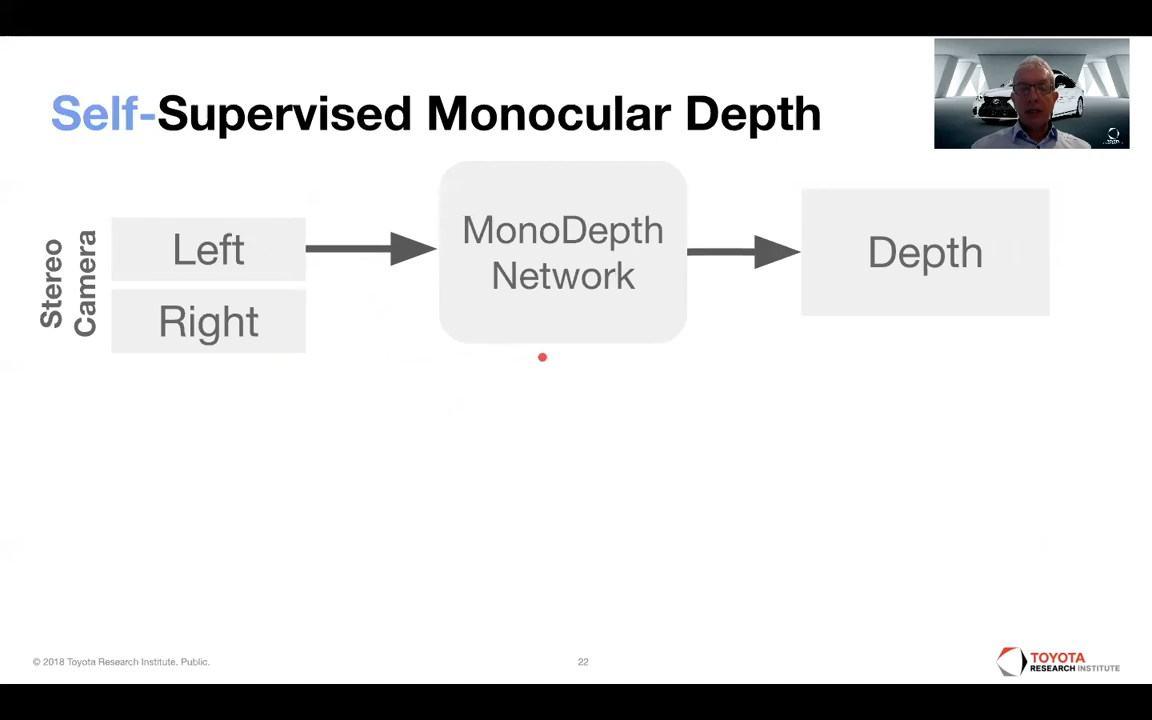 Self-Supervised Monocular Depth
Stereo
Camera
Left
Right
MonoDepth
Network
Depth
© 2018 Toyota Research Institute. Public.
22
TOYOTA
RESEARCH INSTITUTE